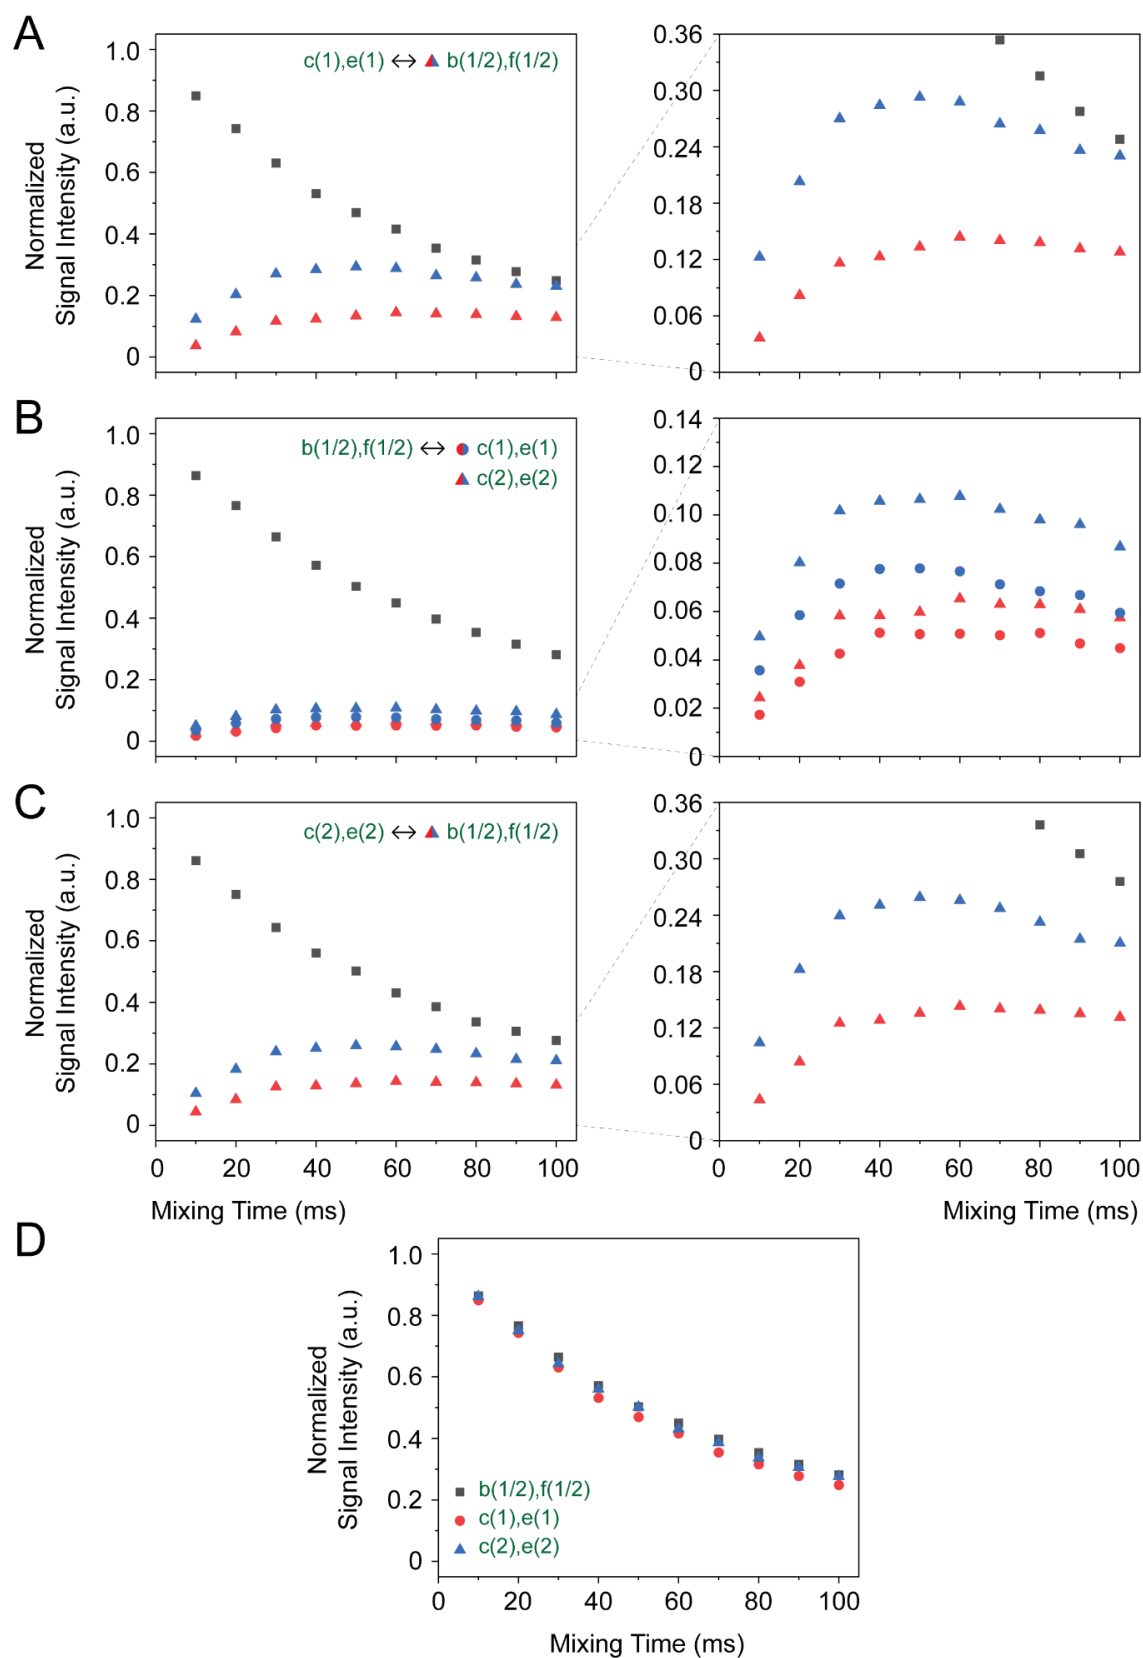 A
Normalized
Signal Intensity (a.u.)
1.0
0.8
0.6
0.4
0.2
0
c(1),e(1) ↔ b(1/2),f(1/2)
0.36
0.30
0.24
0.18
0.12
0.06
0
B
Normalized
Signal Intensity (a.u.)
1.0
0.8
0.6
0.4
0.2
0
b(1/2),f(1/2) ↔ c(1),e(1)
c(2),e(2)
0.14
0.12
0.10
0.08
0.06
0.04
0.02
0
C
Normalized
Signal Intensity (a.u.)
1.0
0.8
0.6
0.4
0.2
0
c(2),e(2) ↔ b(1/2),f(1/2)
0 20 40 60 80 100
Mixing Time (ms)
0.36
0.30
0.24
0.18
0.12
0.06
0
0 20 40 60 80 100
Mixing Time (ms)
D
Normalized
Signal Intensity (a.u.)
1.0
0.8
0.6
0.4
0.2
0
b(1/2),f(1/2)
c(1),e(1)
c(2),e(2)
0 20 40 60 80 100
Mixing Time (ms)